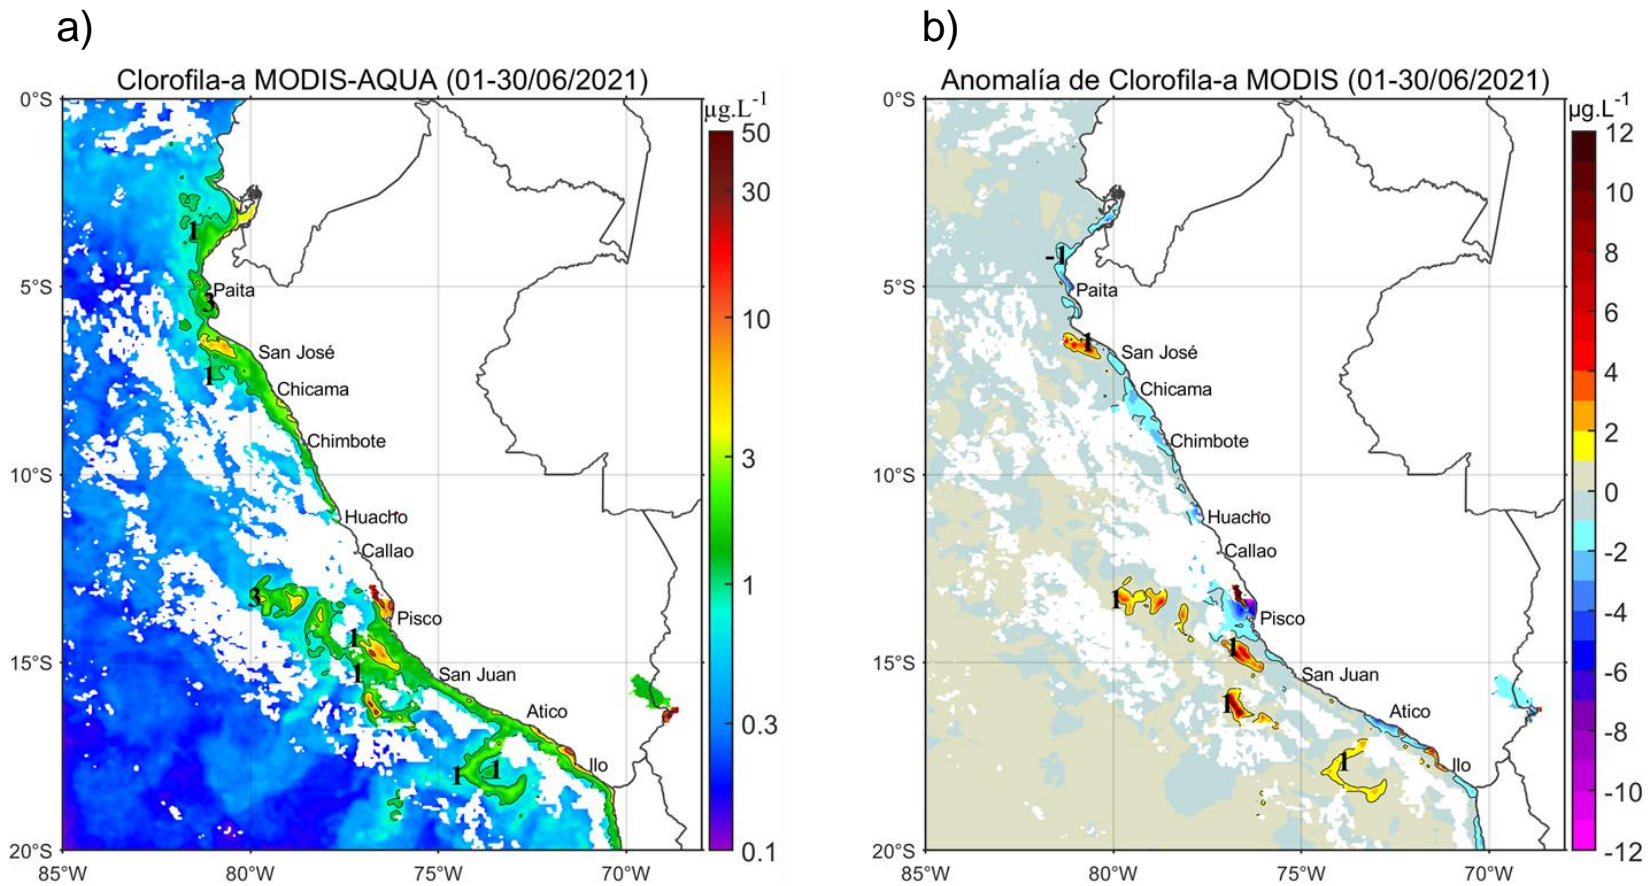 a)
Clorofila-a MODIS-AQUA (01-30/06/2021)
0°S
5°S
10°S
15°S
20°S
85°W
80°W
75°W
70°W
1
Paita
3
San José
1
Chicama
Chimbote
Huacho
Callao
3
Pisco
1
1
San Juan
Atico
1
1
Ilo
µg.L-1
50
30
10
3
1
0.3
0.1
b)
Anomalía de Clorofila-a MODIS (01-30/06/2021)
0°S
5°S
10°S
15°S
20°S
85°W
80°W
75°W
70°W
-1
Paita
1
San José
Chicama
Chimbote
Huacho
Callao
1
Pisco
1
San Juan
1
Atico
1
Ilo
µg.L-1
12
10
8
6
4
2
0
-2
-4
-6
-8
-10
-12